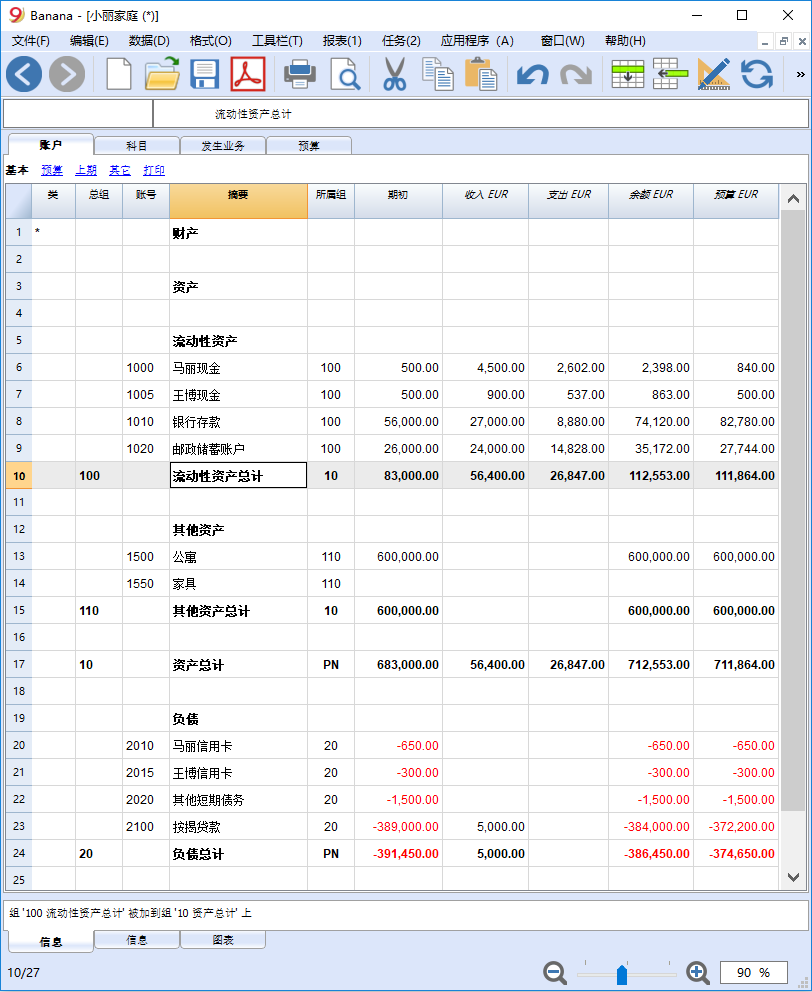 Banana - [小丽家庭 (*)]
文件(F) 编辑(E) 数据(D) 格式(O) 工具栏(T) 报表(1) 任务(2) 应用程序 (A) 窗口(W) 帮助(H)
流动性资产总计
账户 科目 发生业务 预算
基本 预算 上期 其它 打印
类 总组 账号 摘要 所属组 期初 收入 EUR 支出 EUR 余额 EUR 预算 EUR
1 * 财产
2
3 资产
4
5 流动性资产
6 1000 马丽现金 100 500.00 4,500.00 2,602.00 2,398.00 840.00
7 1005 王博现金 100 500.00 900.00 537.00 863.00 500.00
8 1010 银行存款 100 56,000.00 27,000.00 8,880.00 74,120.00 82,780.00
9 1020 邮政储蓄账户 100 26,000.00 24,000.00 14,828.00 35,172.00 27,744.00
10 100 流动性资产总计 10 83,000.00 56,400.00 26,847.00 112,553.00 111,864.00
11
12 其他资产
13 1500 公寓 110 600,000.00 600,000.00 600,000.00
14 1550 家具 110
15 110 其他资产总计 10 600,000.00 600,000.00 600,000.00
16
17 10 资产总计 PN 683,000.00 56,400.00 26,847.00 712,553.00 711,864.00
18
19 负债
20 2010 马丽信用卡 20 -650.00 -650.00 -650.00
21 2015 王博信用卡 20 -300.00 -300.00 -300.00
22 2020 其他短期债务 20 -1,500.00 -1,500.00 -1,500.00
23 2100 按揭贷款 20 -389,000.00 5,000.00 -384,000.00 -372,200.00
24 20 负债总计 PN -391,450.00 5,000.00 -386,450.00 -374,650.00
25
组 '100 流动性资产总计' 被加到组 '10 资产总计' 上
信息 信息 图表
10/27 90 %